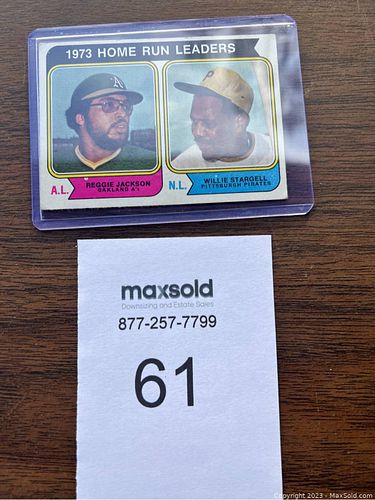 1973 HOME RUN LEADERS
A
P
A.L.
REGGIE JACKSON
OAKLAND A's
N.L.
WILLIE STARGELL
PITTSBURGH PIRATES
maxsold
Downsizing and Estate Sales
877-257-7799
61
Copyright 2023 - MaxSold.com